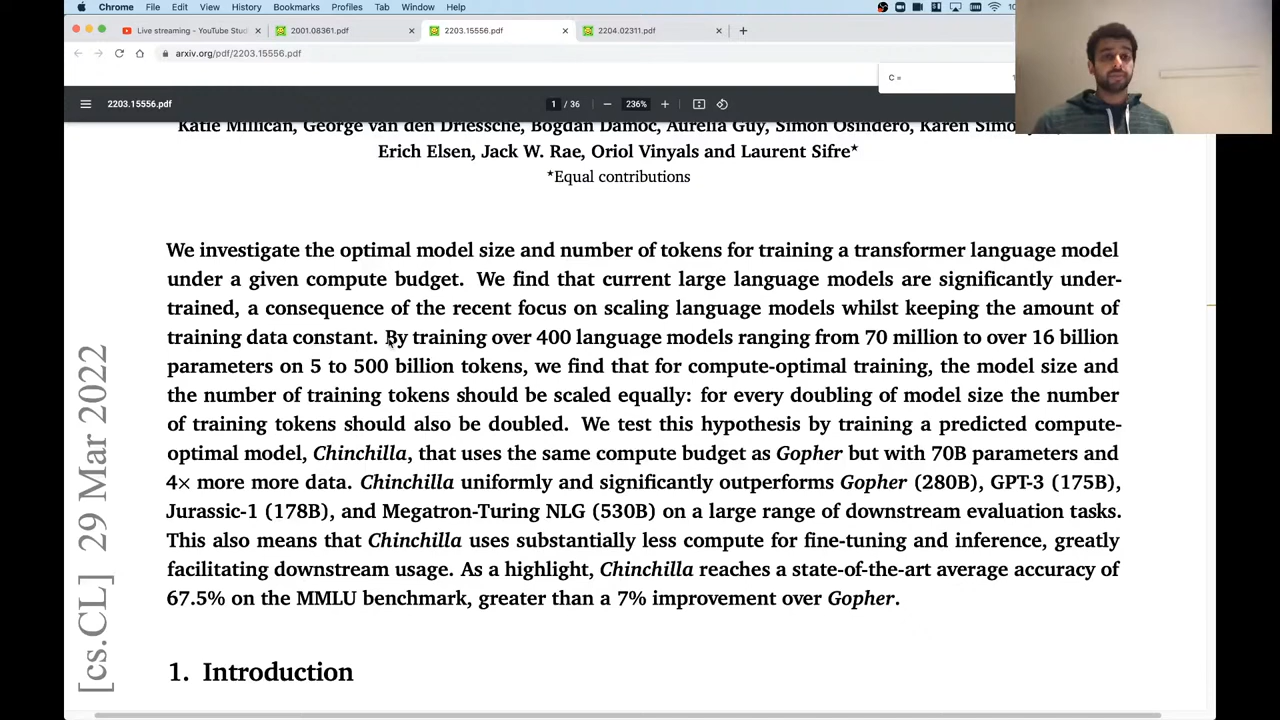 Chrome File Edit View History Bookmarks Profiles Tab Window Help
Live streaming - YouTube Stud
2001.08361.pdf
2203.15556.pdf
2204.02311.pdf
arxiv.org/pdf/2203.15556.pdf
C =
2203.15556.pdf
1 / 36
236%
Katie Millican, George van den Driessche, Bogdan Damoc, Aurelia Guy, Simon Osindero, Karen
Erich Elsen, Jack W. Rae, Oriol Vinyals and Laurent Sifre★
★Equal contributions
We investigate the optimal model size and number of tokens for training a transformer language model
under a given compute budget. We find that current large language models are significantly under-
trained, a consequence of the recent focus on scaling language models whilst keeping the amount of
training data constant. By training over 400 language models ranging from 70 million to over 16 billion
parameters on 5 to 500 billion tokens, we find that for compute-optimal training, the model size and
the number of training tokens should be scaled equally: for every doubling of model size the number
of training tokens should also be doubled. We test this hypothesis by training a predicted compute-
optimal model, Chinchilla, that uses the same compute budget as Gopher but with 70B parameters and
4× more more data. Chinchilla uniformly and significantly outperforms Gopher (280B), GPT-3 (175B),
Jurassic-1 (178B), and Megatron-Turing NLG (530B) on a large range of downstream evaluation tasks.
This also means that Chinchilla uses substantially less compute for fine-tuning and inference, greatly
facilitating downstream usage. As a highlight, Chinchilla reaches a state-of-the-art average accuracy of
67.5% on the MMLU benchmark, greater than a 7% improvement over Gopher.
1. Introduction
[cs.CL] 29 Mar 2022